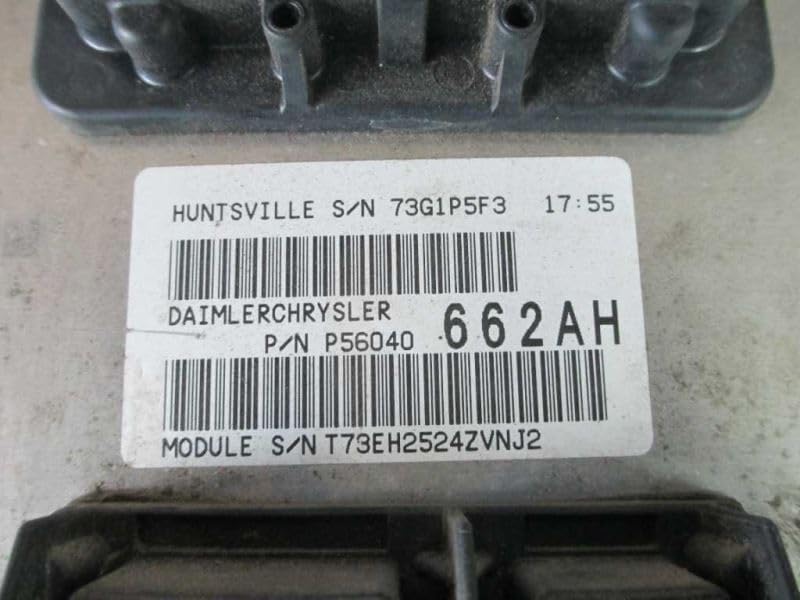 HUNTSVILLE S/N 73G1P5F3 17:55
DAIMLERCHRYSLER
P/N P56040 662AH
MODULE S/N T73EH2524ZVNJ2